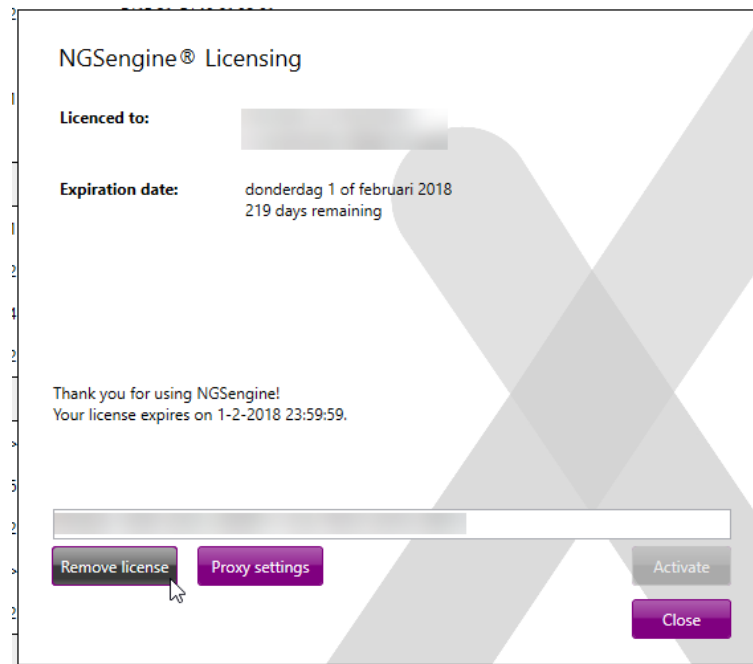 NGSengine® Licensing
Licenced to:
Expiration date:
donderdag 1 of februari 2018
219 days remaining
Thank you for using NGSengine!
Your license expires on 1-2-2018 23:59:59.
Remove license
Proxy settings
Activate
Close